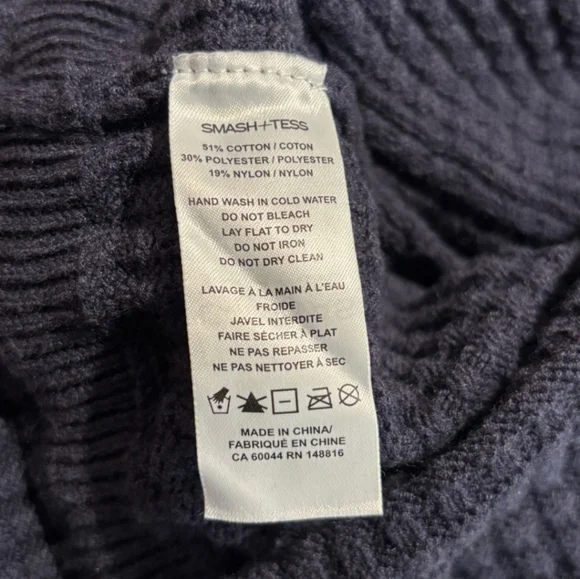 SMASH+TESS
51% COTTON / COTON
30% POLYESTER / POLYESTER
19% NYLON / NYLON
HAND WASH IN COLD WATER
DO NOT BLEACH
LAY FLAT TO DRY
DO NOT IRON
DO NOT DRY CLEAN
LAVAGE À LA MAIN À L'EAU
FROIDE
JAVEL INTERDITE
FAIRE SÉCHER À PLAT
NE PAS REPASSER
NE PAS NETTOYER À SEC
MADE IN CHINA/
FABRIQUÉ EN CHINE
CA 60044 RN 148816